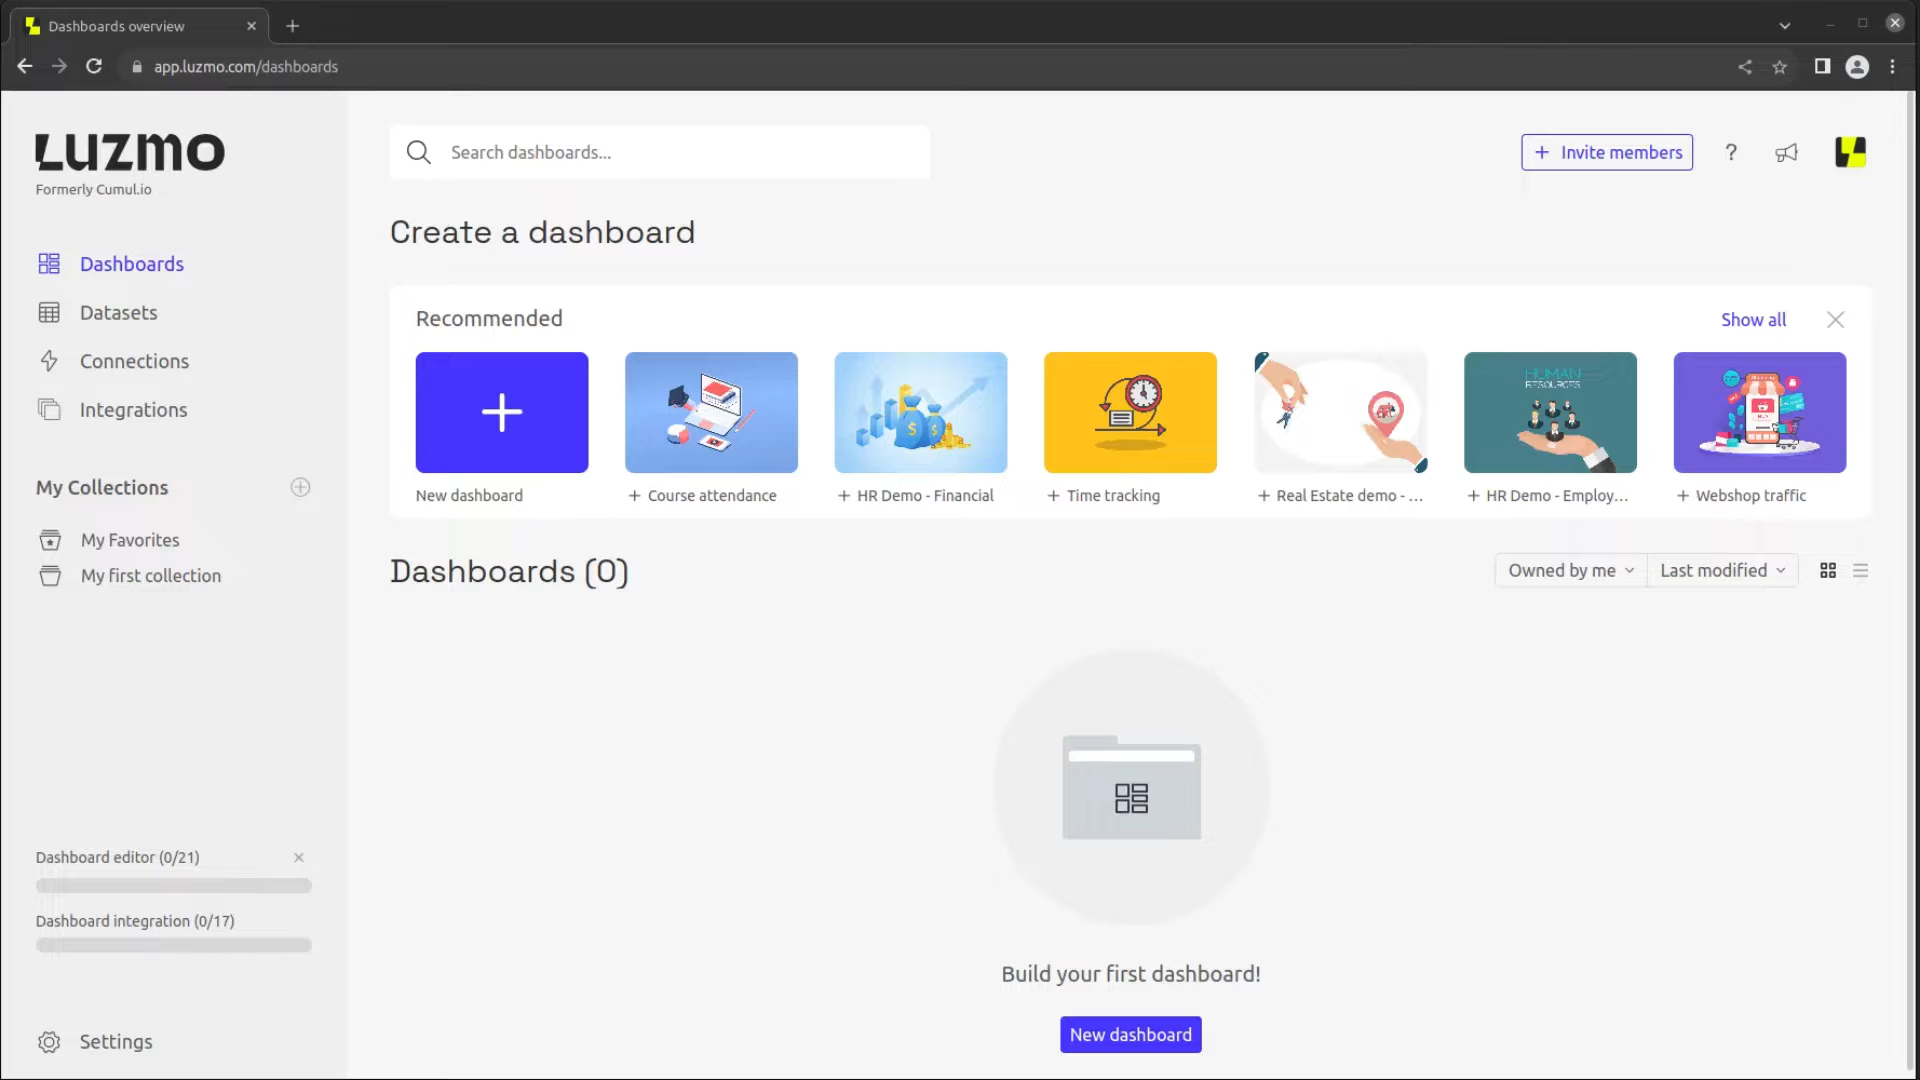 Dashboards overview
app.luzmo.com/dashboards
Luzmo
Formerly Cumul.io
Search dashboards...
Invite members
?
Create a dashboard
Dashboards
Datasets
Connections
Integrations
Recommended
Show all
HUMAN
RESOURCES
New dashboard
+ Course attendance
+ HR Demo - Financial
+ Time tracking
+ Real Estate demo - ...
+ HR Demo - Employ...
+ Webshop traffic
My Collections
My Favorites
My first collection
Dashboards (0)
Owned by me
Last modified
Dashboard editor (0/21)
Dashboard integration (0/17)
Build your first dashboard!
New dashboard
Settings